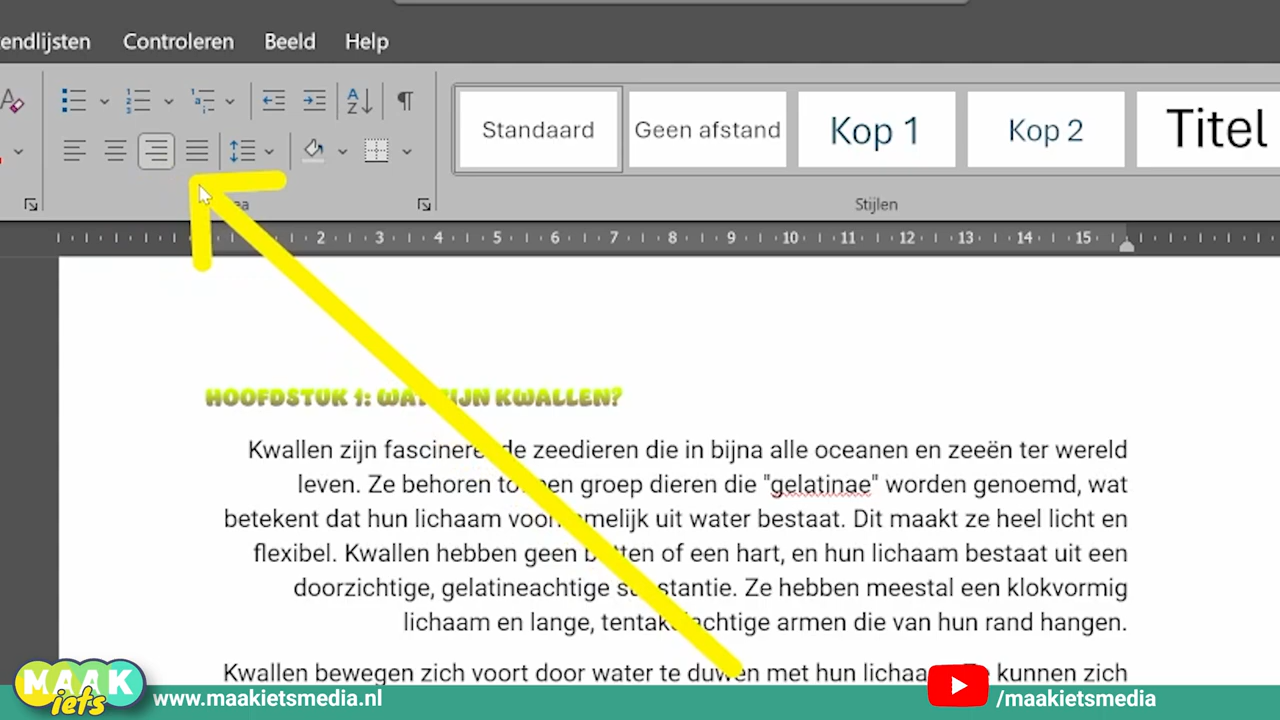 endlijsten Controleren Beeld Help
Standaard Geen afstand Kop 1 Kop 2 Titel
ea Stijlen
2 3 4 5 6 7 8 9 10 11 12 13 14 15
HOOFDSTUK 1: WAT ZIJN KWALLEN?
Kwallen zijn fascinerende zeedieren die in bijna alle oceanen en zeeën ter wereld
leven. Ze behoren tot een groep dieren die "gelatinae" worden genoemd, wat
betekent dat hun lichaam voornamelijk uit water bestaat. Dit maakt ze heel licht en
flexibel. Kwallen hebben geen botten of een hart, en hun lichaam bestaat uit een
doorzichtige, gelatineachtige substantie. Ze hebben meestal een klokvormig
lichaam en lange, tentakelachtige armen die van hun rand hangen.
Kwallen bewegen zich voort door water te duwen met hun lichaam. Ze kunnen zich
MAAK
iets
www.maakietsmedia.nl
/maakietsmedia